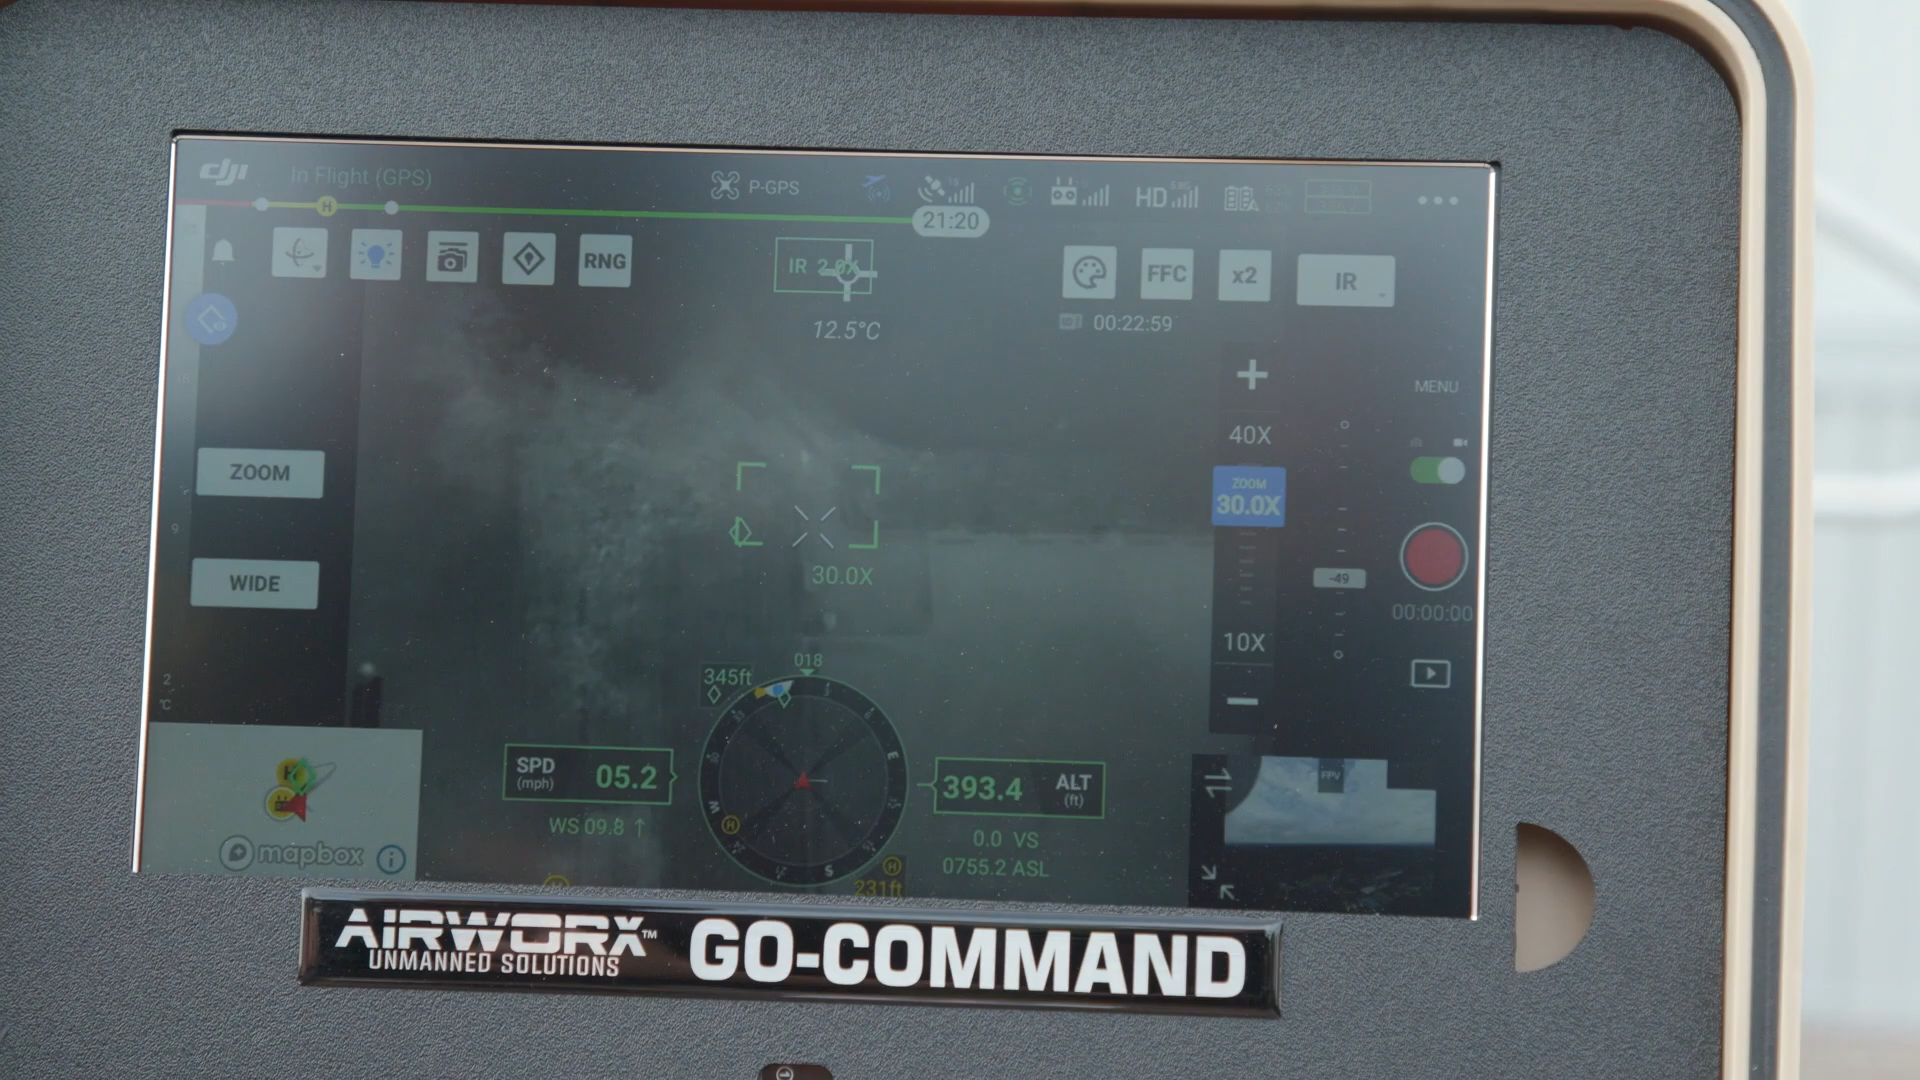 dji In Flight (GPS) P-GPS HD
21:20
RNG IR FFC x2 IR
12.5°C 00:22:59
MENU
40X
ZOOM
ZOOM
30.0X
9
30.0X
-49
WIDE
00:00:00
10X
018
345ft
2
°C
SPD
(mph) 05.2
393.4 ALT
(ft)
FPV
WS 09.8 ↑
0.0 VS
0755.2 ASL
231ft
H
E
S
W
mapbox
AIRWORX™
UNMANNED SOLUTIONS
GO-COMMAND